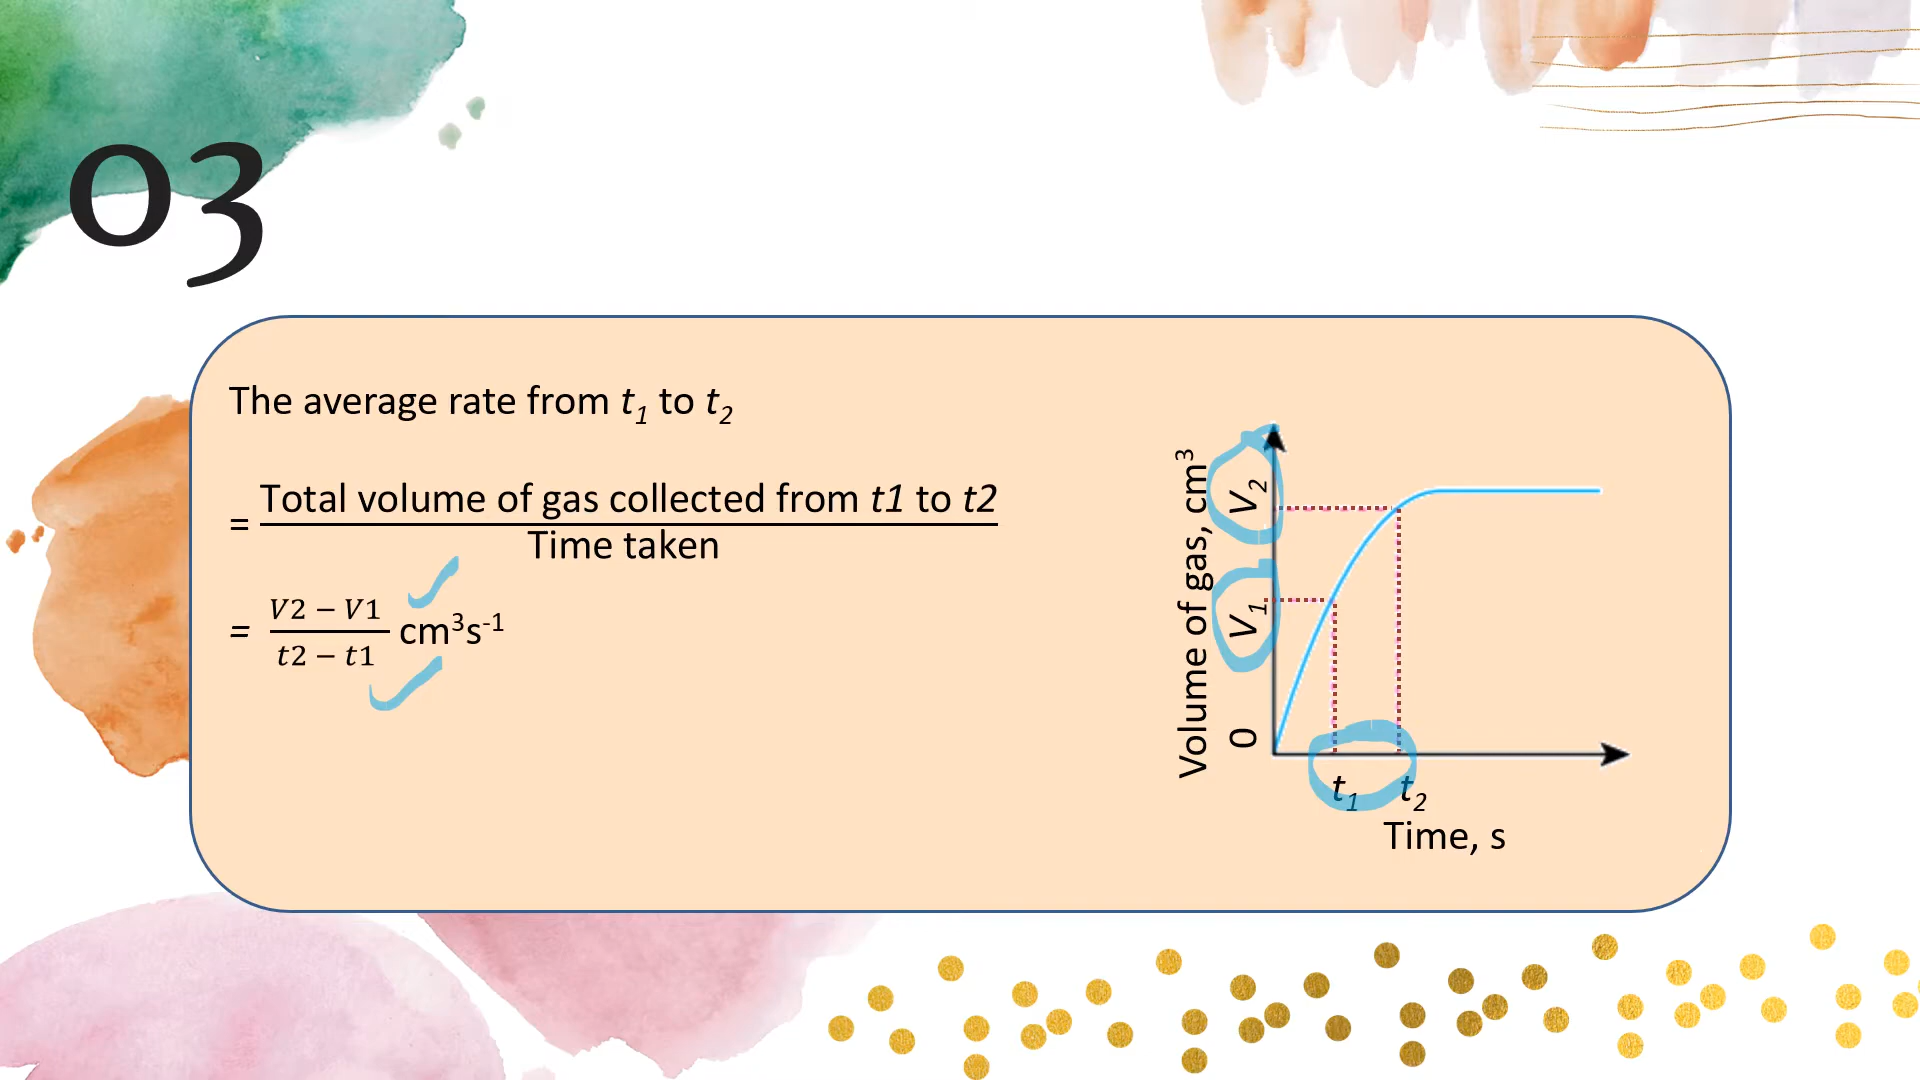 03
The average rate from t₁ to t₂
= Total volume of gas collected from t1 to t2
Time taken
= V2 − V1
t2 − t1
cm³s⁻¹
Volume of gas, cm³
V₂
V₁
0
t₁ t₂
Time, s